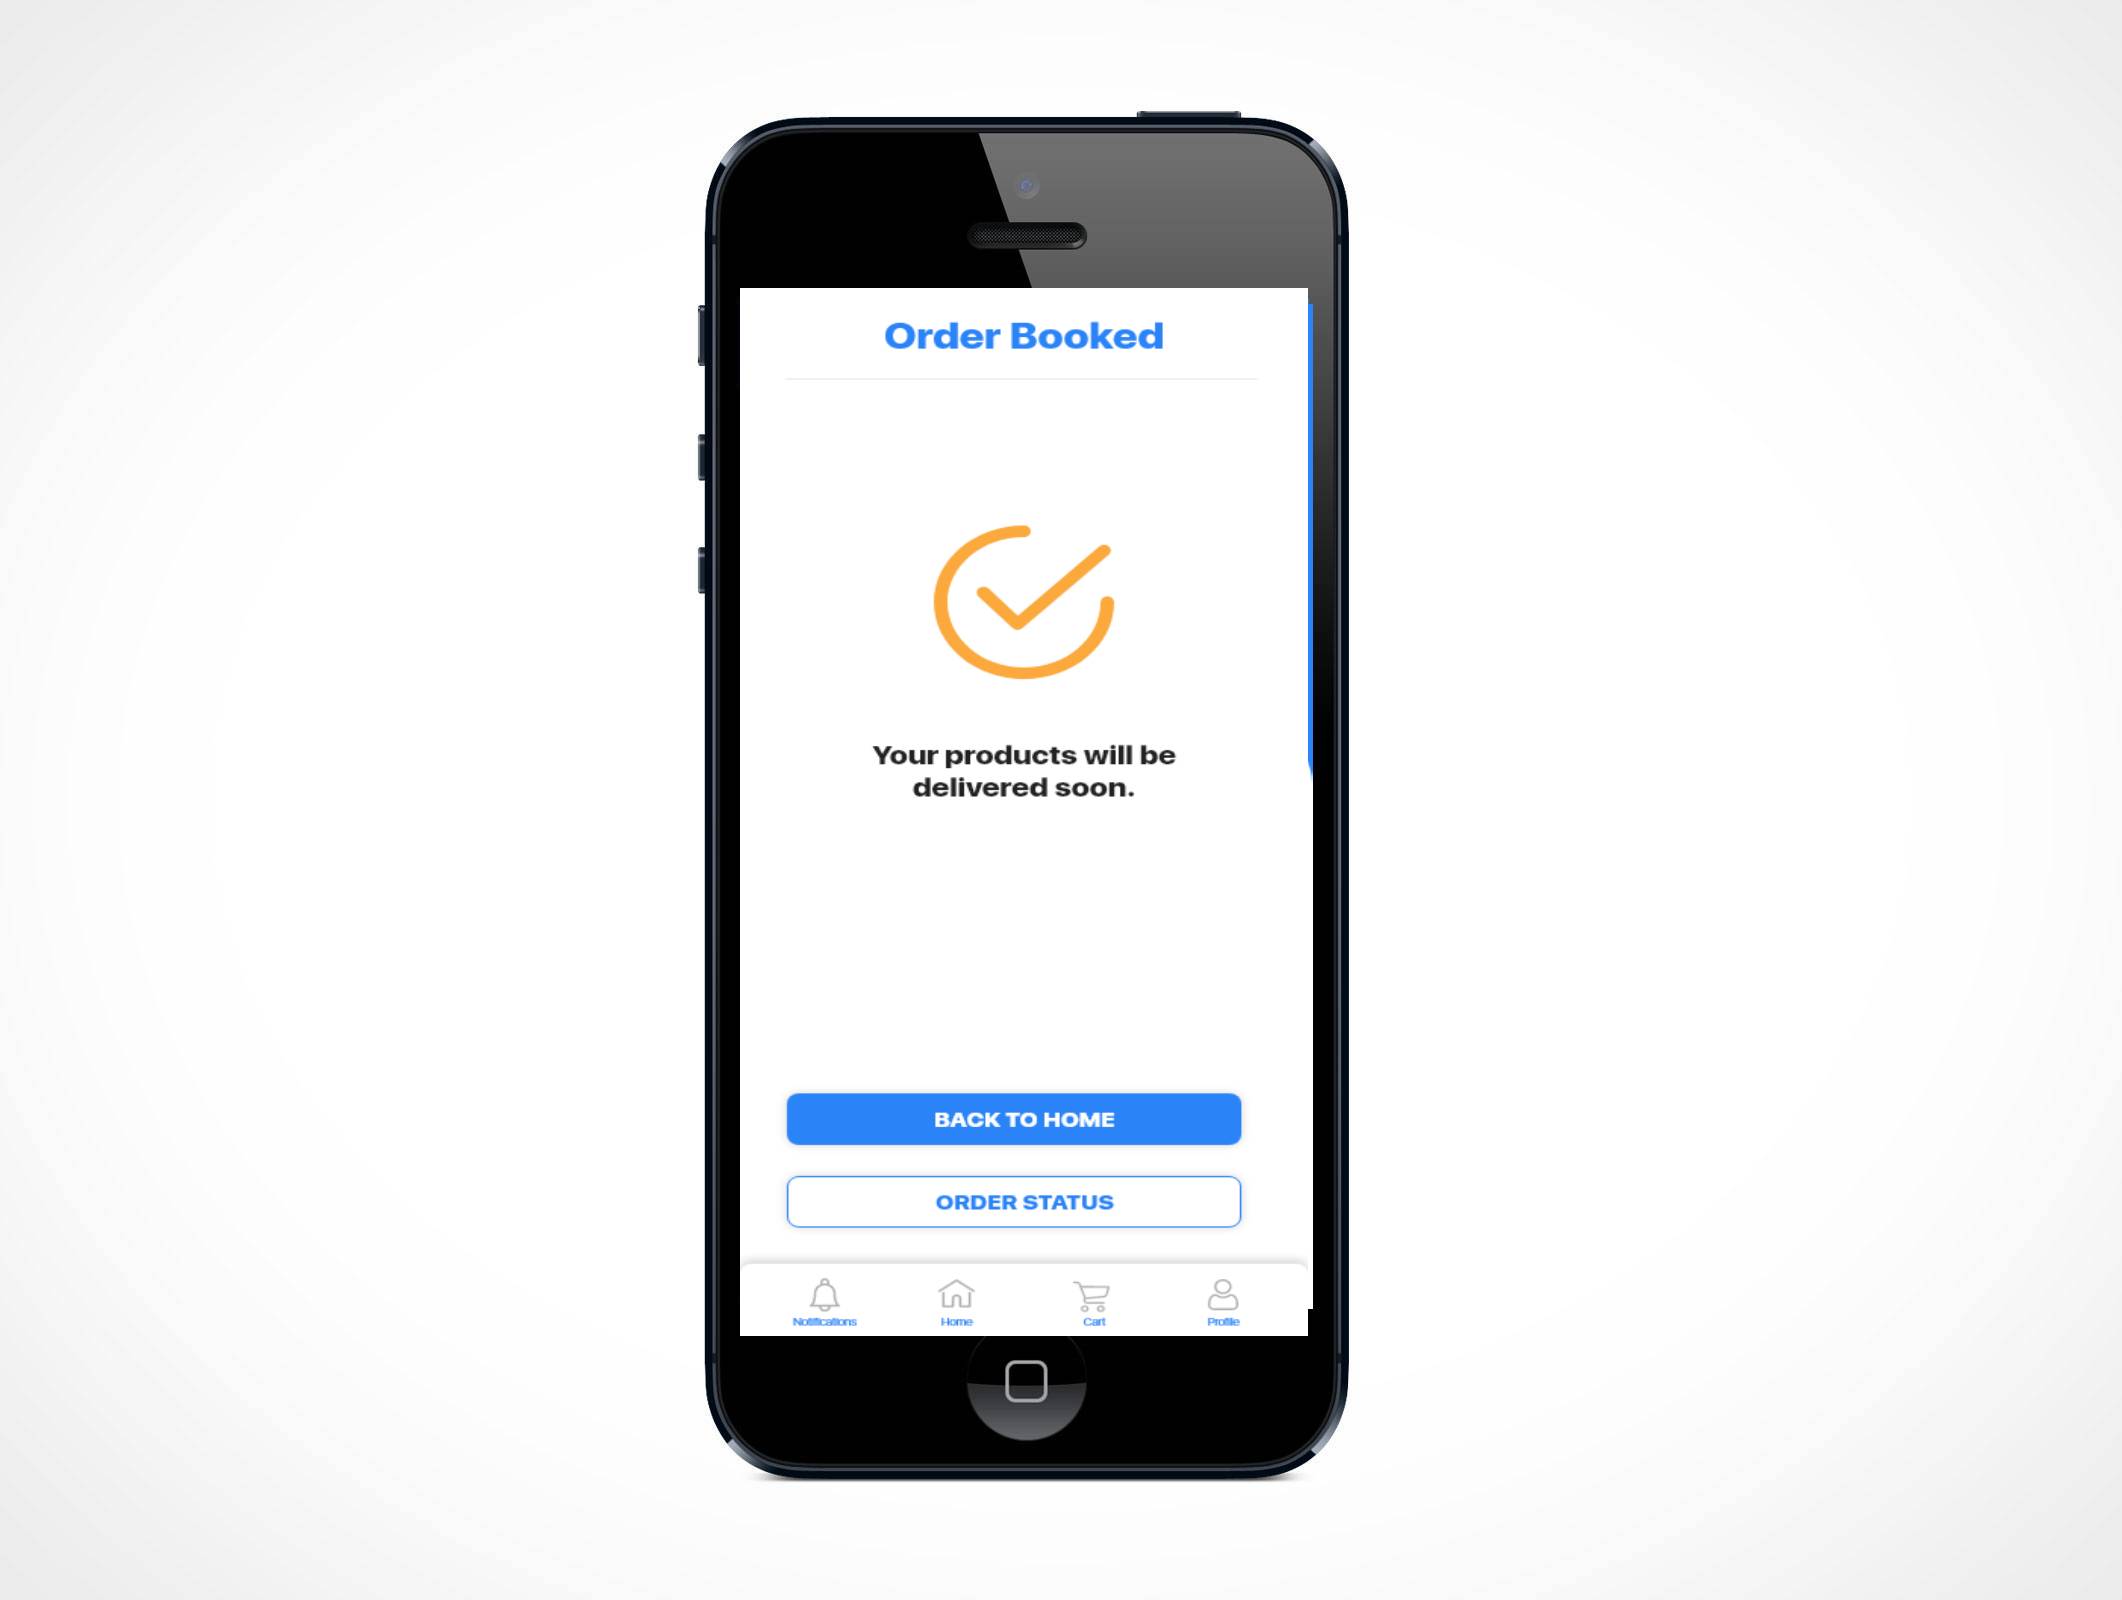 Order Booked
Your products will be
delivered soon.
BACK TO HOME
ORDER STATUS
Notifications
Home
Cart
Profile